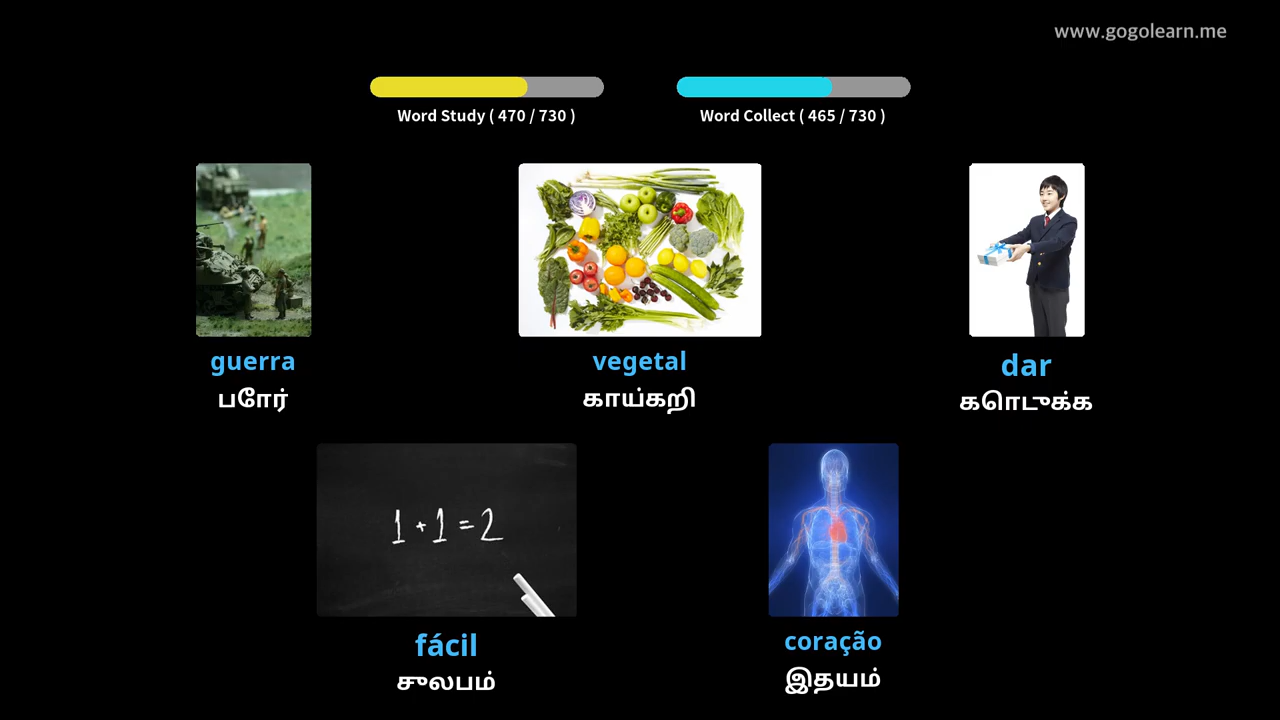 www.gogolearn.me
Word Study ( 470 / 730 )
Word Collect ( 465 / 730 )
guerra
போர்
vegetal
காய்கறி
dar
கொடுக்க
1 + 1 = 2
fácil
சுலபம்
coração
இதயம்